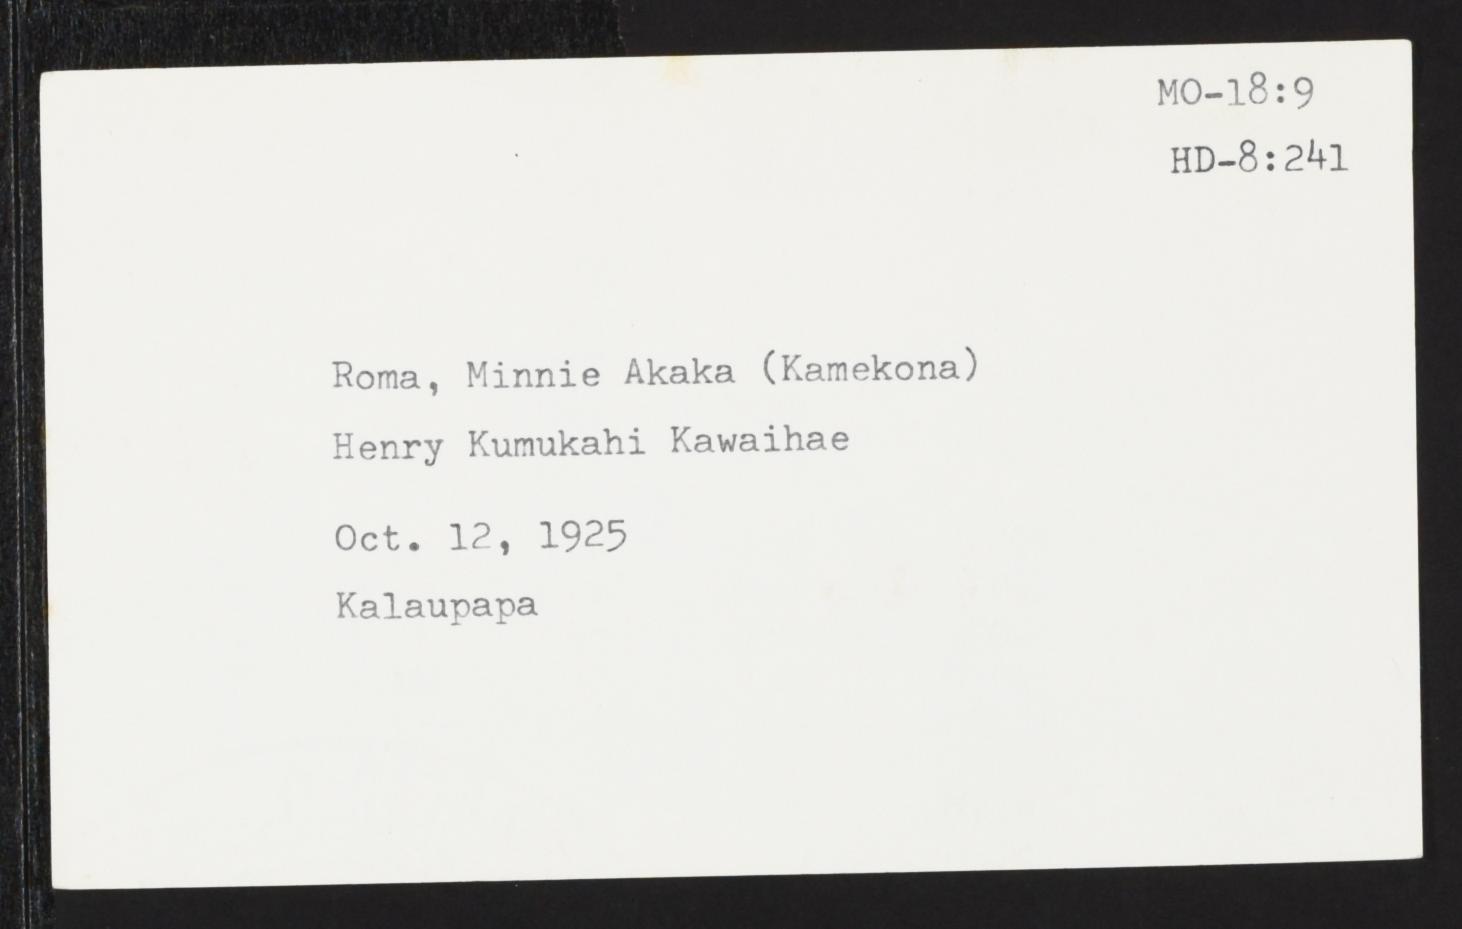 MO-18:9
HD-8:241
Roma, Minnie Akaka (Kamekona)
Henry Kumukahi Kawaihae
Oct. 12, 1925
Kalaupapa